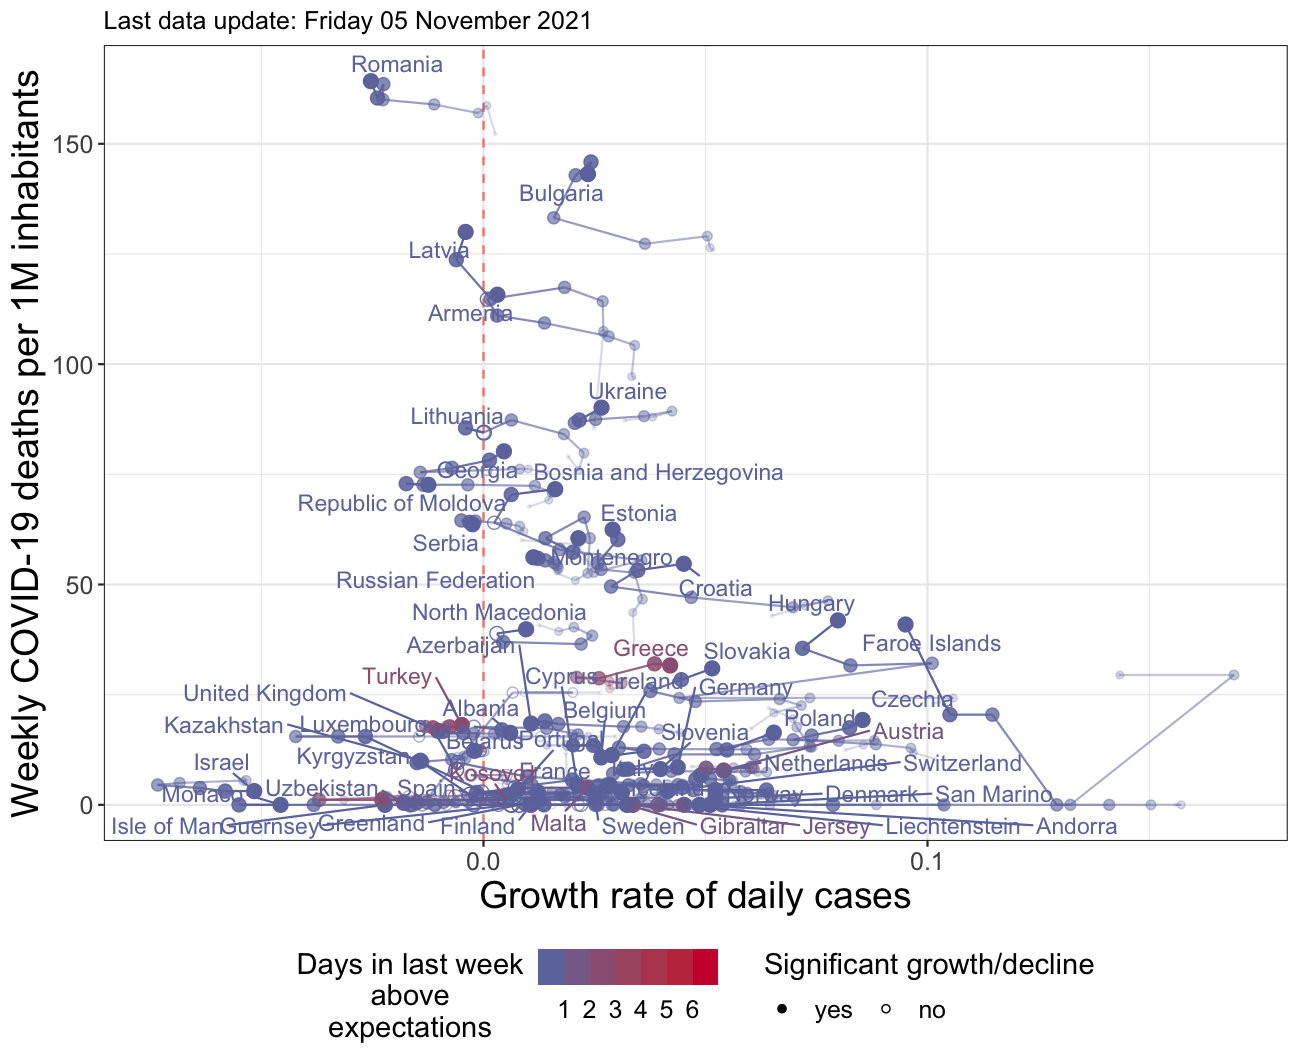 Last data update: Friday 05 November 2021
Weekly COVID-19 deaths per 1M inhabitants
150
100
50
0
Romania
Bulgaria
Latvia
Armenia
Ukraine
Lithuania
Georgia
Bosnia and Herzegovina
Republic of Moldova
Estonia
Serbia
Montenegro
Russian Federation
Croatia
Hungary
North Macedonia
Azerbaijan
Greece
Slovakia
Faroe Islands
Turkey
Cyprus
Ireland
Germany
United Kingdom
Albania
Belgium
Czechia
Kazakhstan
Luxembourg
Poland
Austria
Belarus
Portugal
Slovenia
Kyrgyzstan
Israel
Kosovo
France
Italy
Netherlands
Switzerland
Monaco
Uzbekistan
Spain
Norway
Denmark
San Marino
Isle of Man
Guernsey
Greenland
Finland
Malta
Sweden
Gibraltar
Jersey
Liechtenstein
Andorra
0.0
0.1
Growth rate of daily cases
Days in last week
above
expectations
1 2 3 4 5 6
Significant growth/decline
yes
no